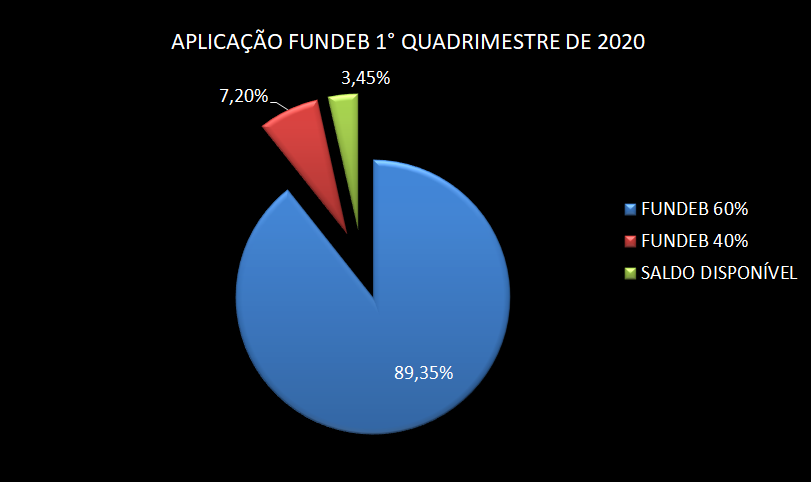 APLICAÇÃO FUNDEB 1° QUADRIMESTRE DE 2020
3,45%
7,20%
89,35%
FUNDEB 60%
FUNDEB 40%
SALDO DISPONÍVEL